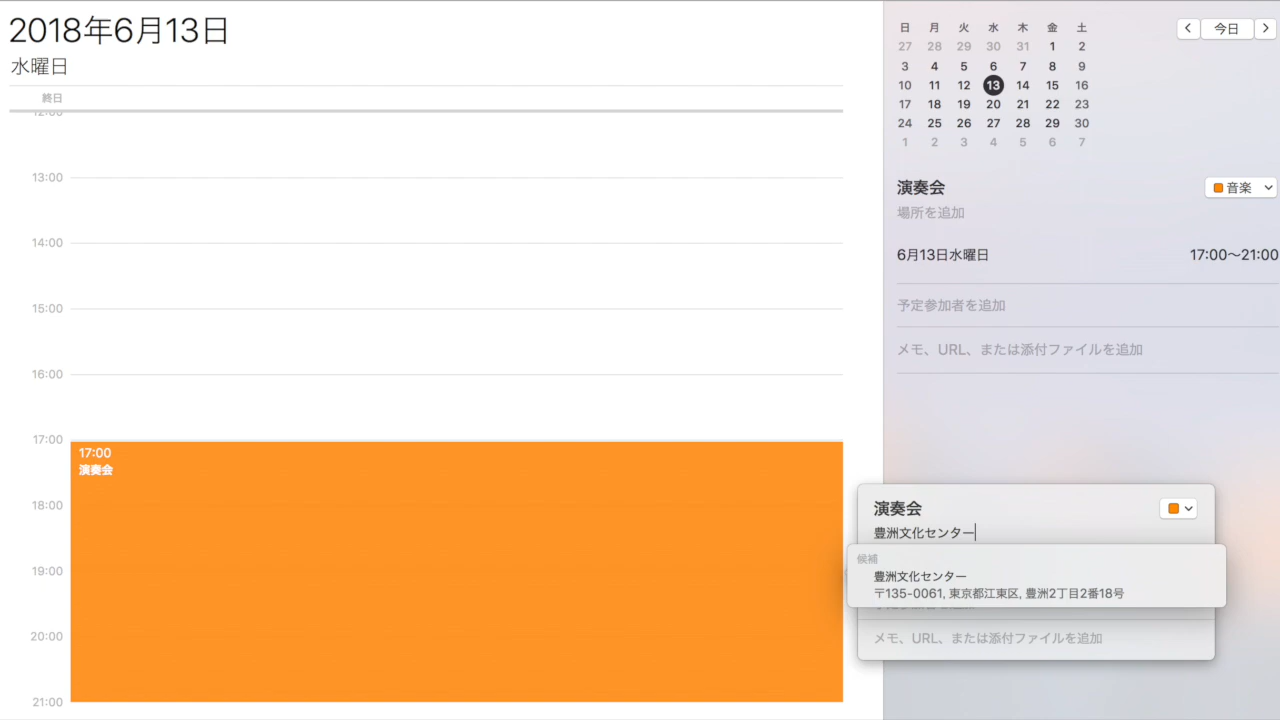 2018年6月13日
水曜日
終日
12:00
13:00
14:00
15:00
16:00
17:00
18:00
19:00
20:00
21:00
17:00
演奏会
日 月 火 水 木 金 土
27 28 29 30 31 1 2
3 4 5 6 7 8 9
10 11 12 13 14 15 16
17 18 19 20 21 22 23
24 25 26 27 28 29 30
1 2 3 4 5 6 7
今日
演奏会
音楽
場所を追加
6月13日水曜日 17:00〜21:00
予定参加者を追加
メモ、URL、または添付ファイルを追加
演奏会
豊洲文化センター
候補
豊洲文化センター
〒135-0061, 東京都江東区, 豊洲2丁目2番18号
メモ、URL、または添付ファイルを追加